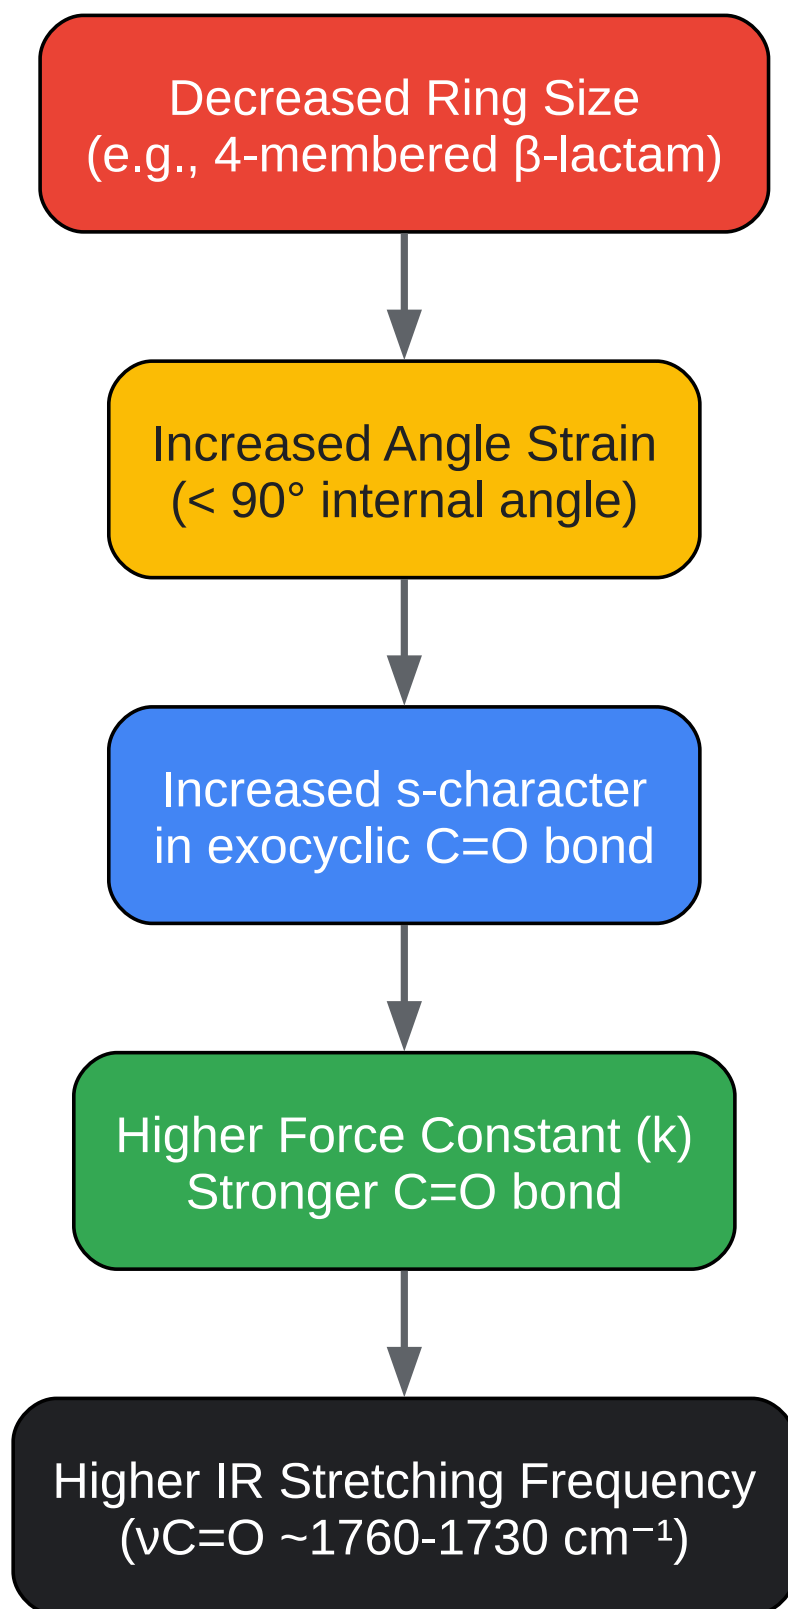 Decreased Ring Size
(e.g., 4-membered β-lactam)
Increased Angle Strain
(< 90° internal angle)
Increased s-character
in exocyclic C=O bond
Higher Force Constant (k)
Stronger C=O bond
Higher IR Stretching Frequency
(νC=O ~1760-1730 cm⁻¹)